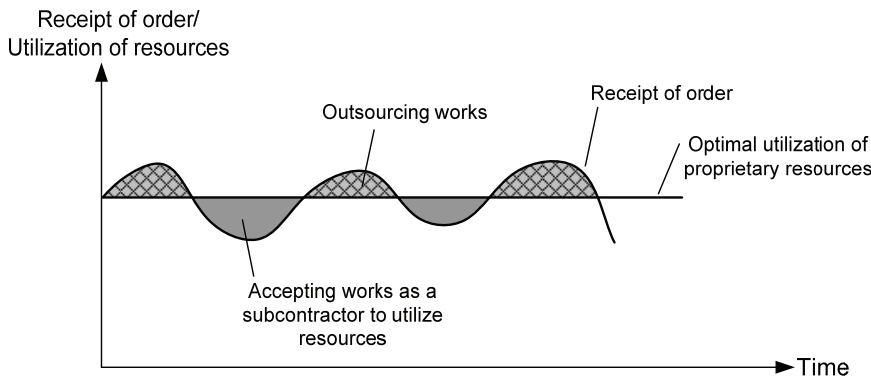 Receipt of order/
Utilization of resources
Outsourcing works
Receipt of order
Optimal utilization of
proprietary resources
Accepting works as a
subcontractor to utilize
resources
Time